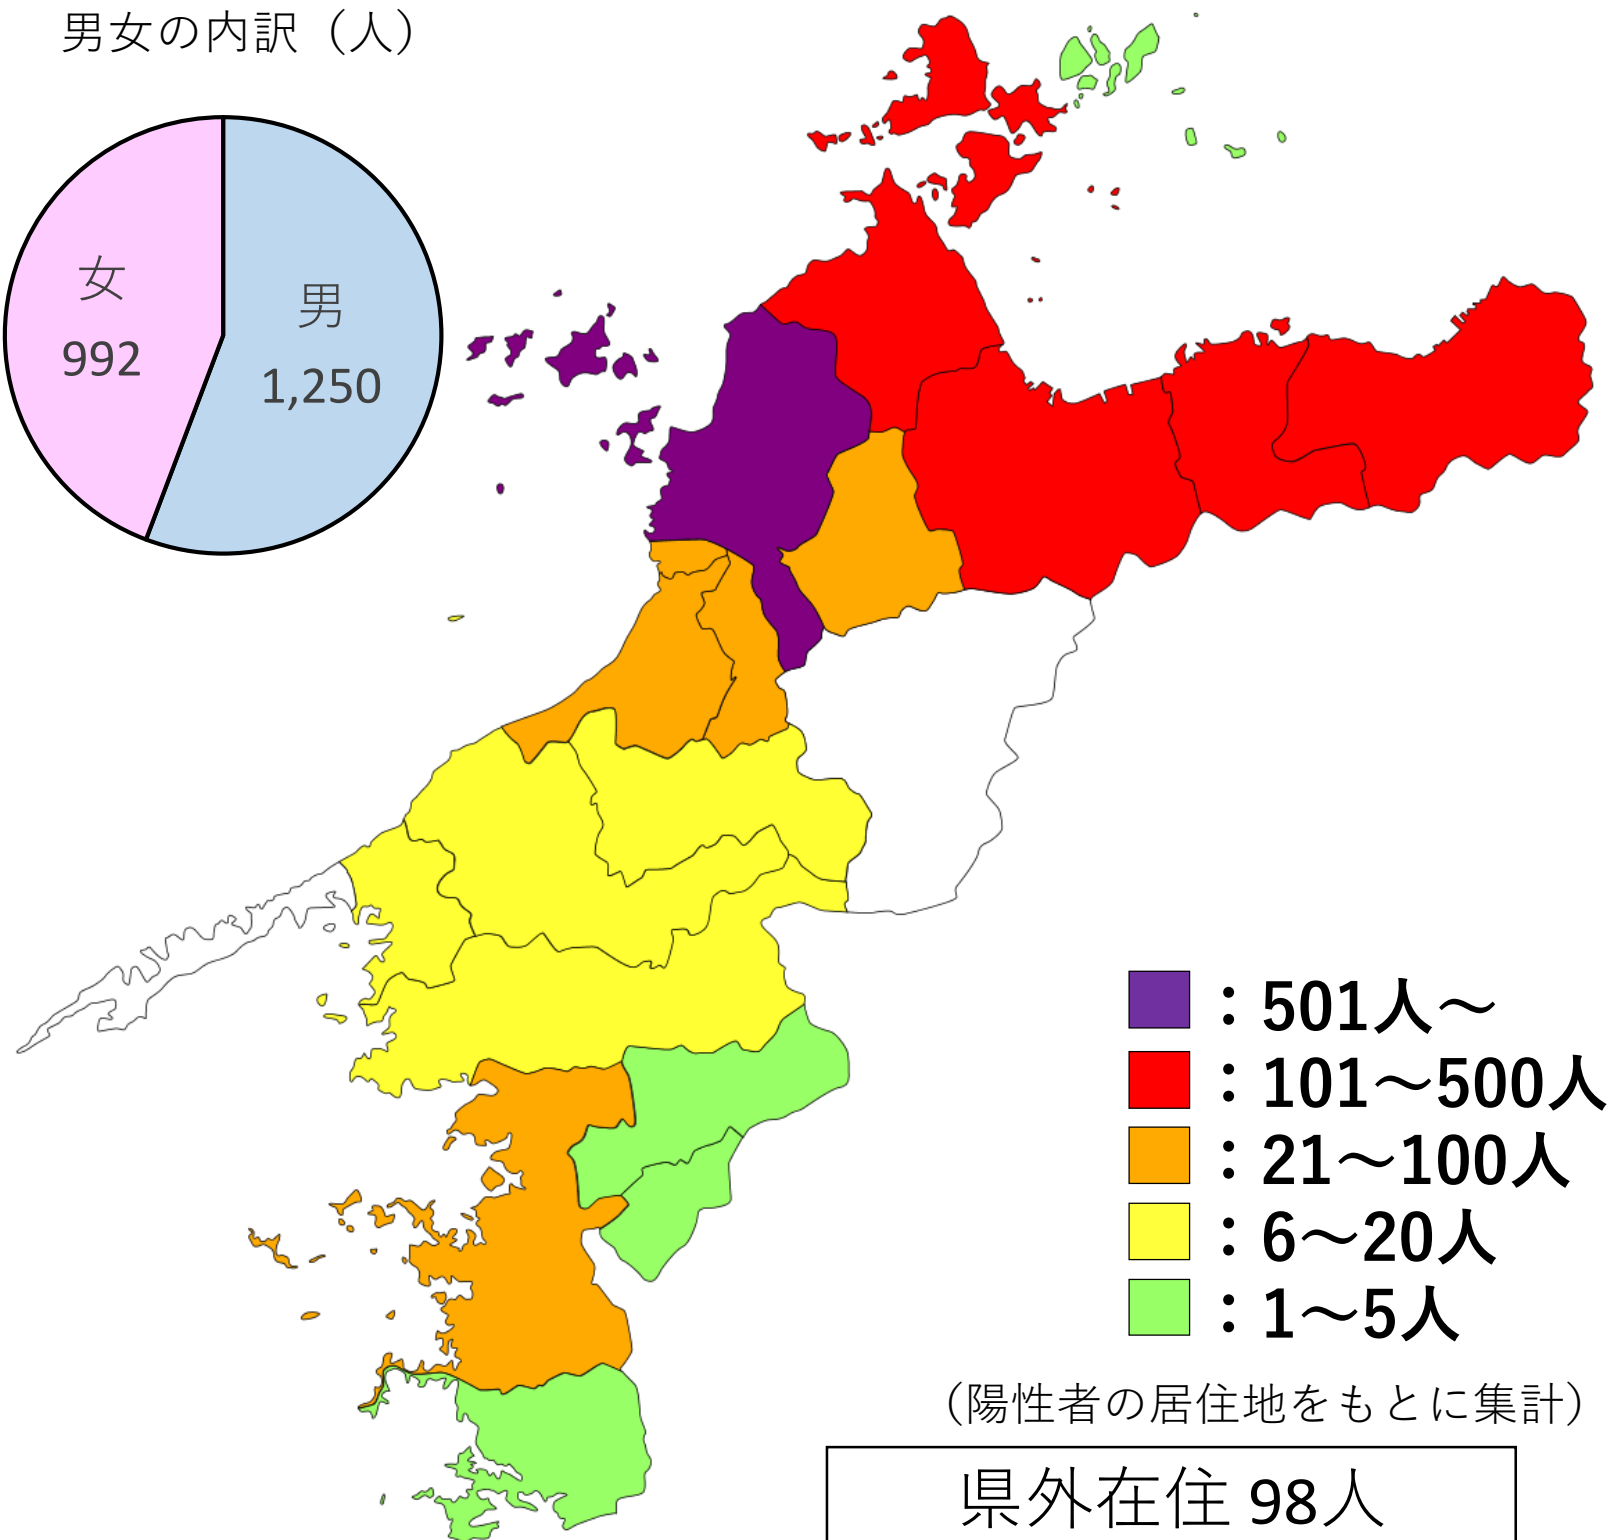 男女の内訳（人）
女
992
男
1,250
：501人～
：101～500人
：21～100人
：6～20人
：1～5人
（陽性者の居住地をもとに集計）
県外在住 98人